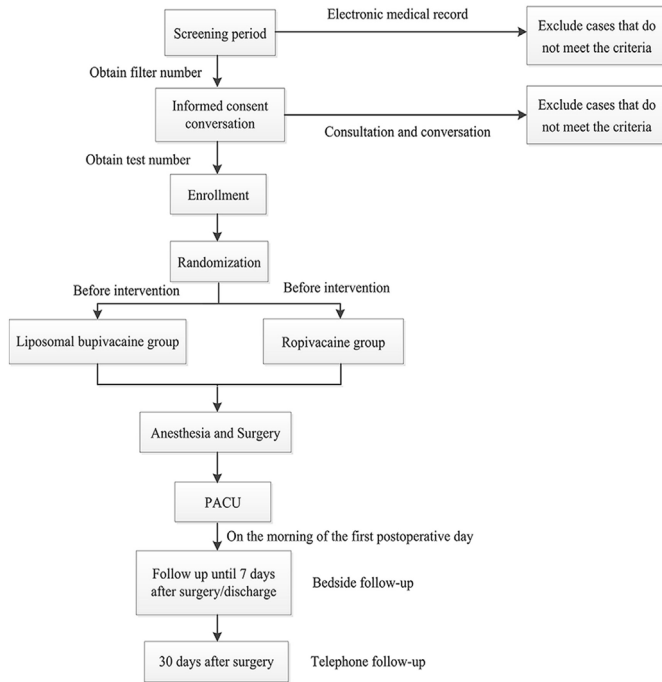 Electronic medical record
Screening period
Exclude cases that do
not meet the criteria
Obtain filter number
Informed consent
conversation
Consultation and conversation
Exclude cases that do
not meet the criteria
Obtain test number
Enrollment
Randomization
Before intervention
Before intervention
Liposomal bupivacaine group
Ropivacaine group
Anesthesia and Surgery
PACU
On the morning of the first postoperative day
Follow up until 7 days
after surgery/discharge
Bedside follow-up
30 days after surgery
Telephone follow-up